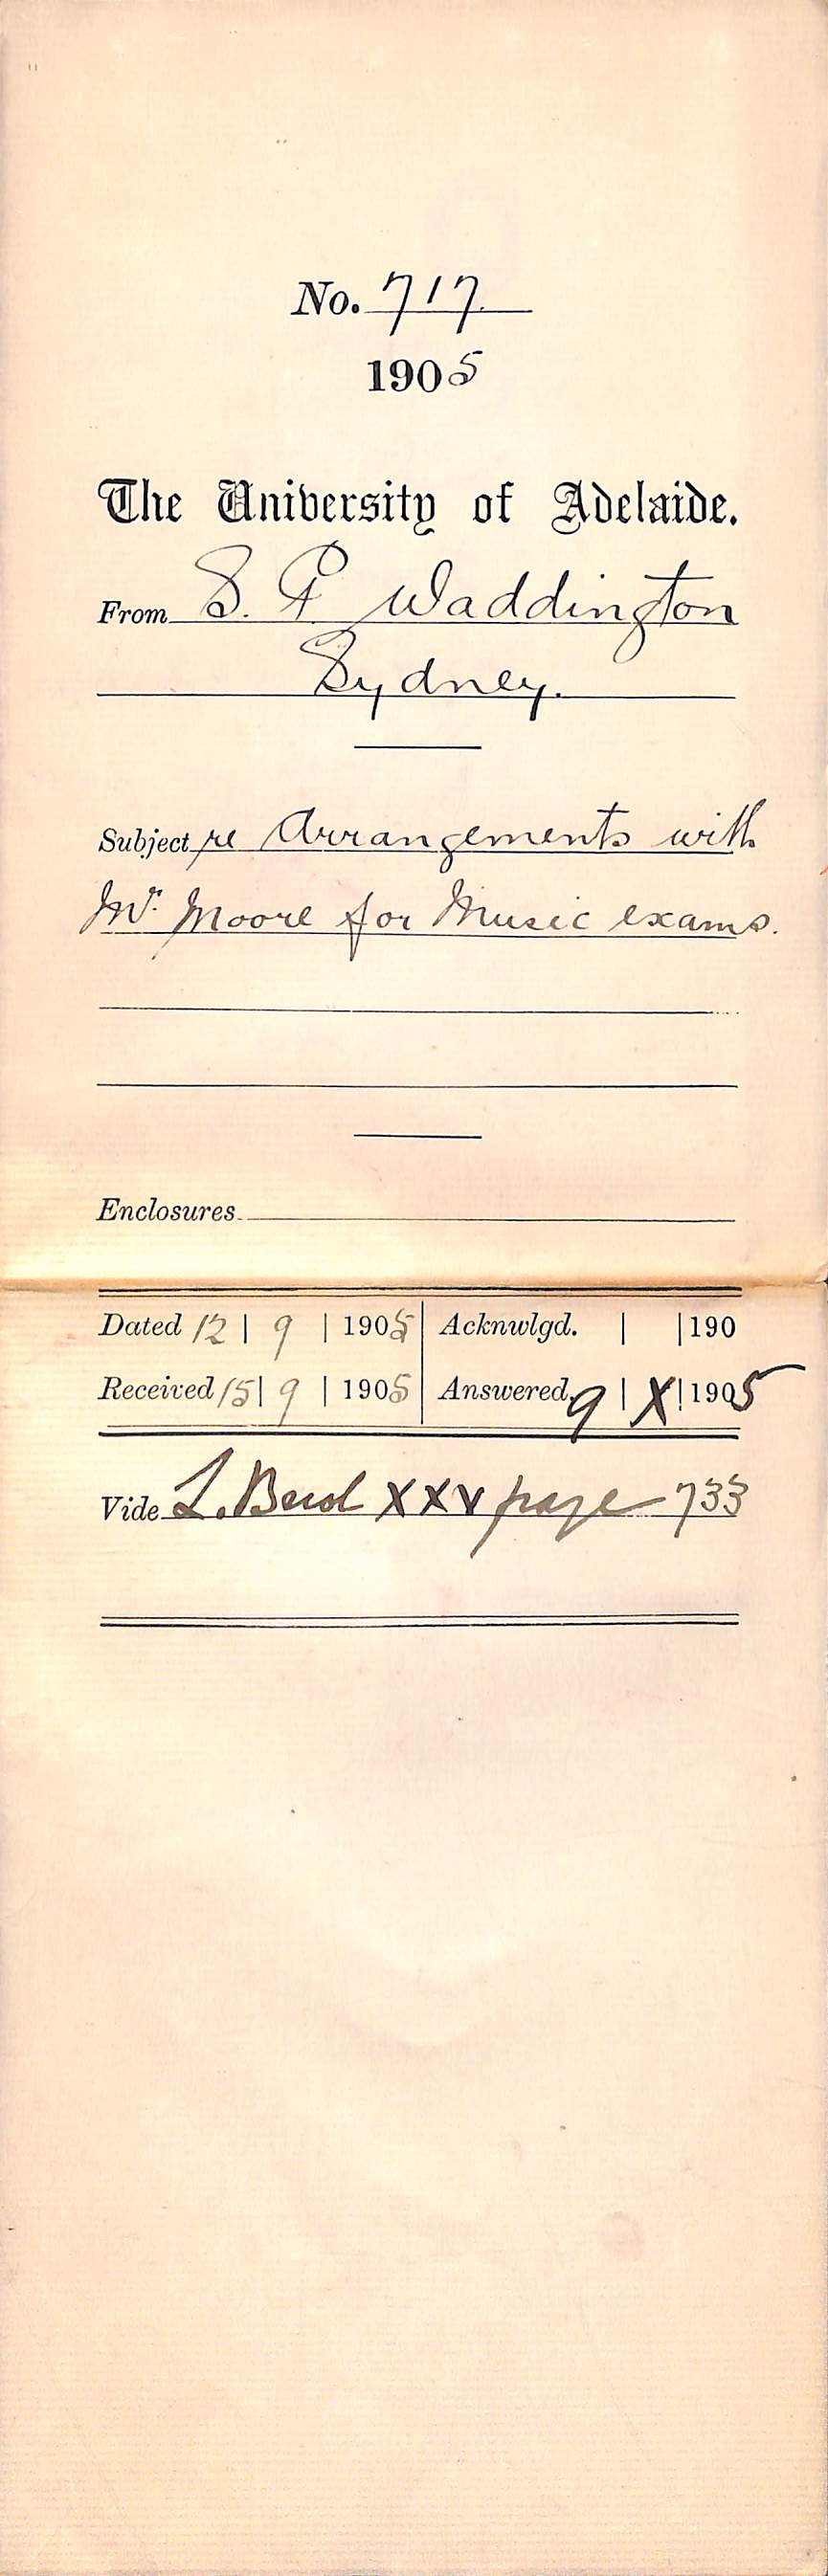 No. 717
1905
The University of Adelaide.
From S. P Waddington
Sydney.
Subject re Arrangements with
Mr. Moore for Music exams.
Enclosures
Dated 12 | 9 | 1905 Acknwlgd. | | 190
Received 15 | 9 | 1905 Answered 9 | X | 1905
Vide L. XXV page 733